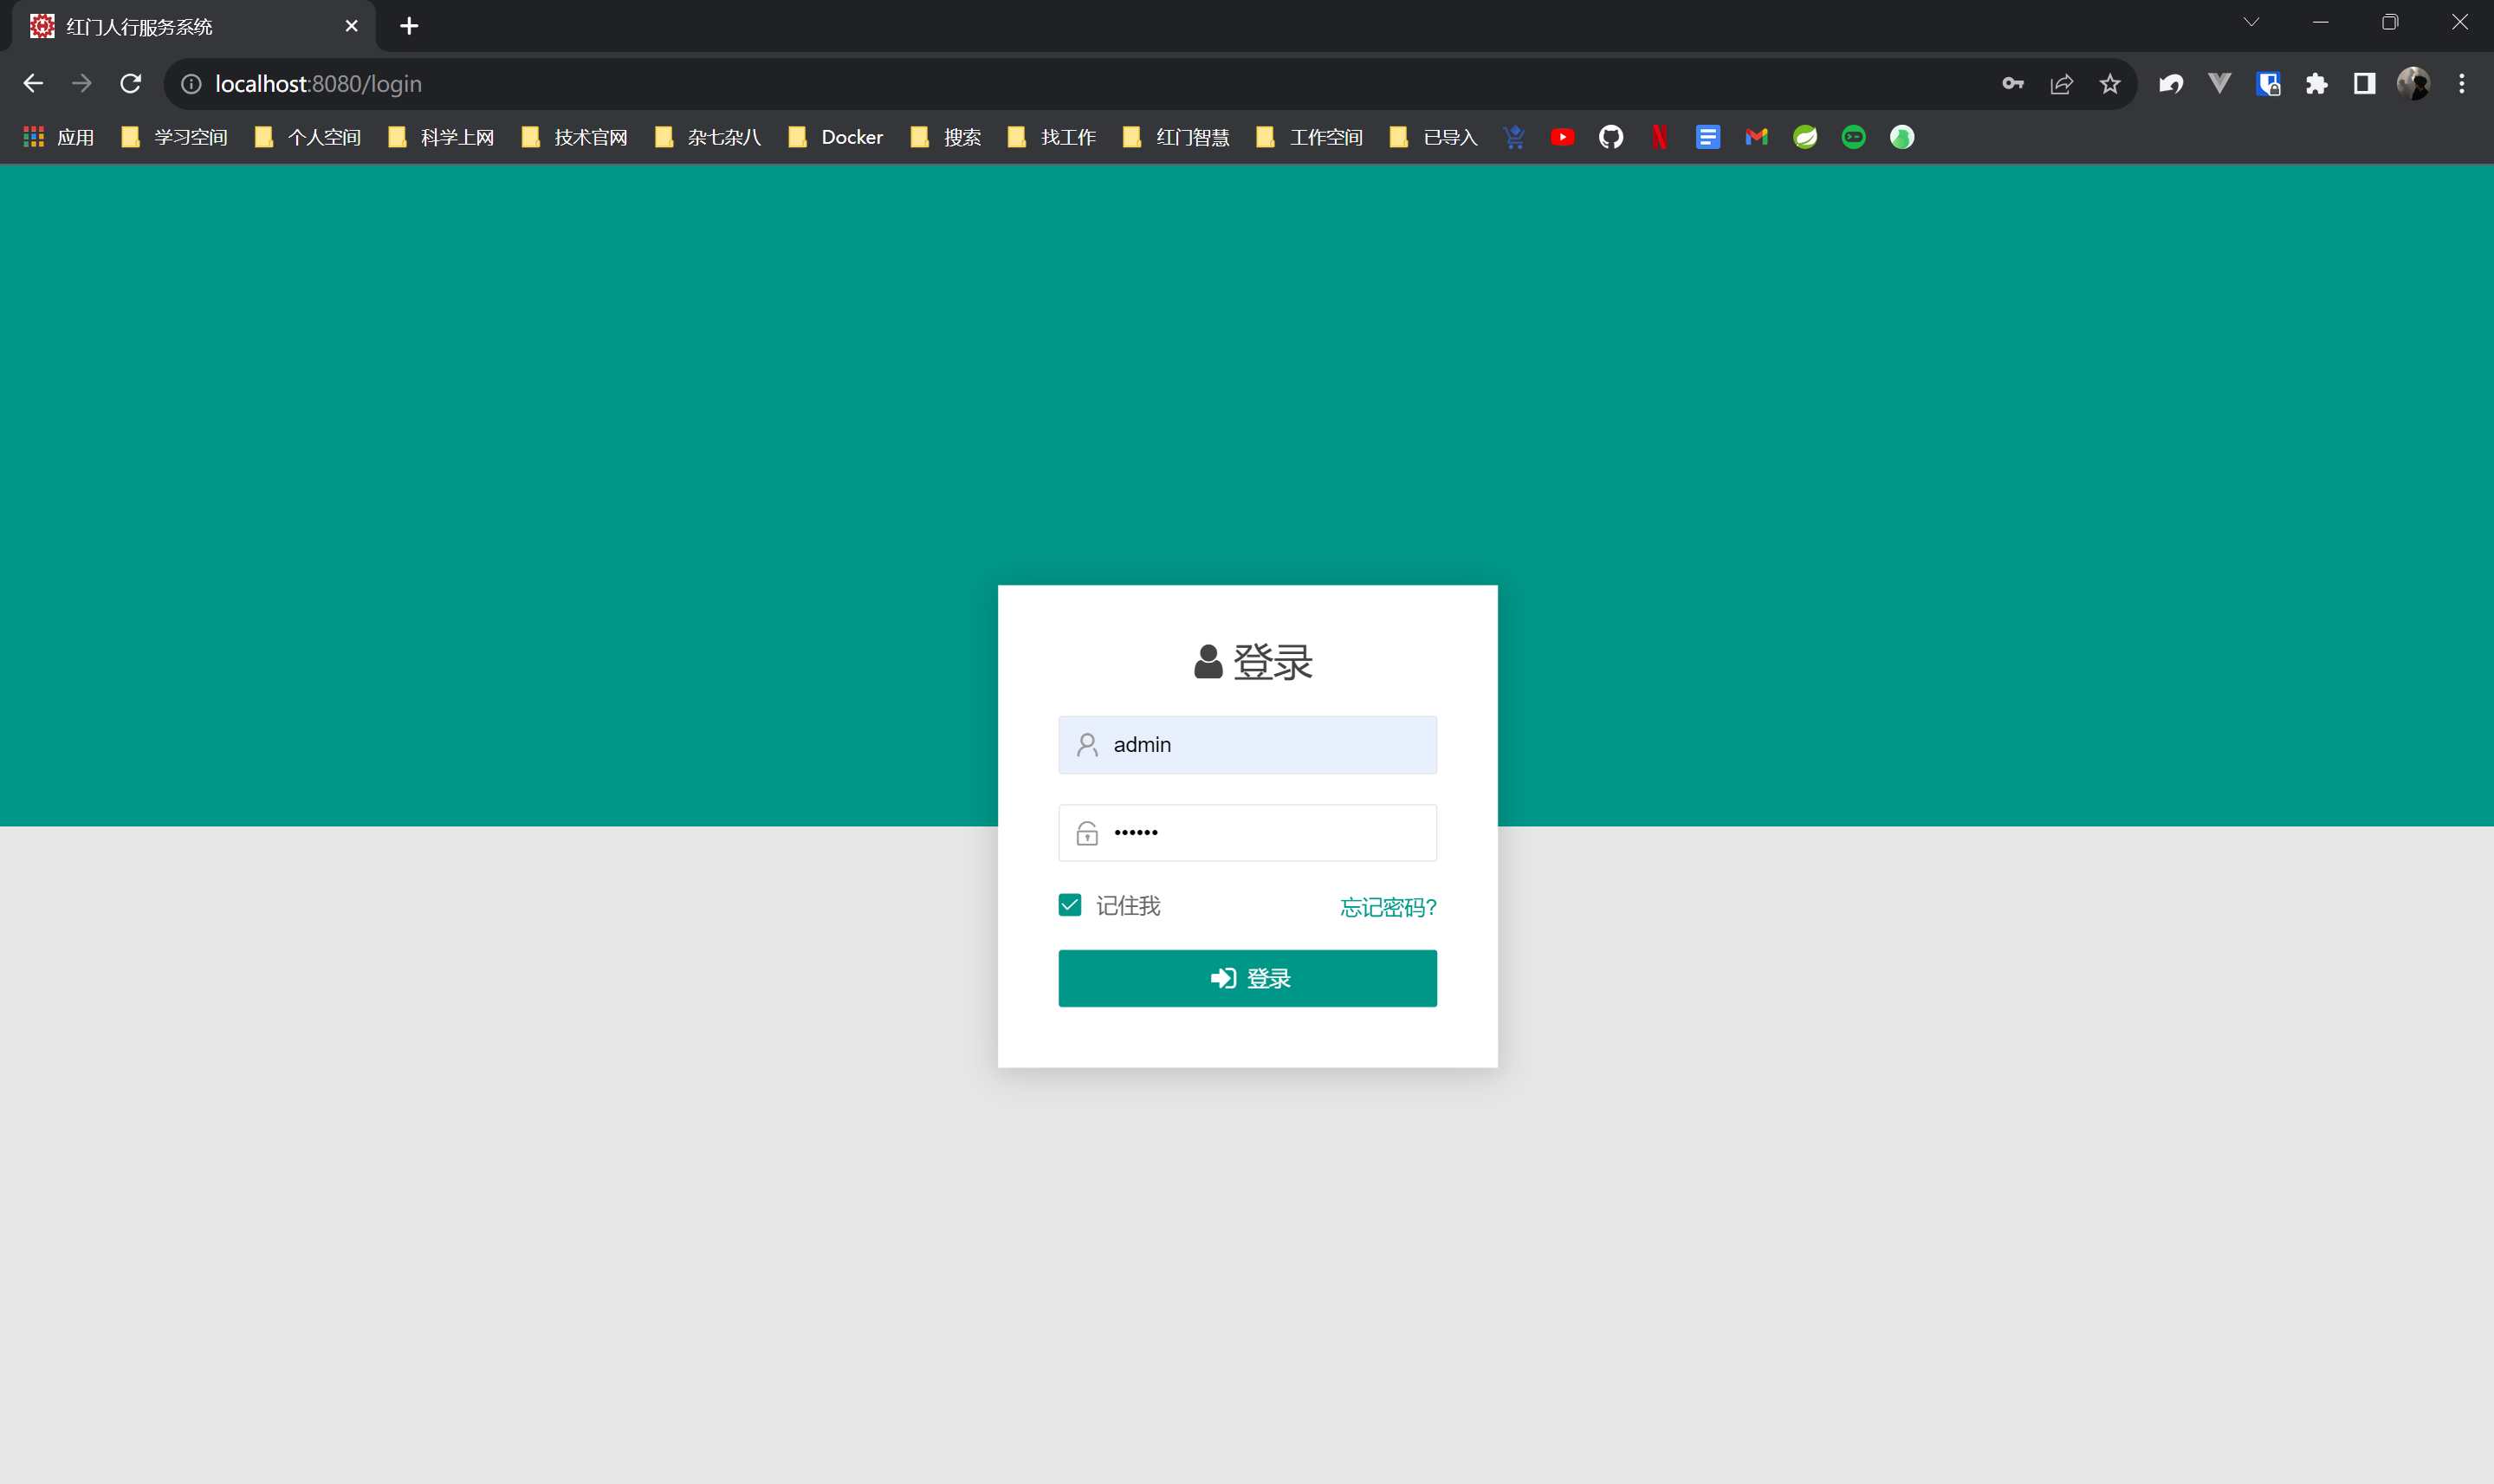 红门人行服务系统
localhost:8080/login
应用 学习空间 个人空间 科学上网 技术官网 杂七杂八 Docker 搜索 找工作 红门智慧 工作空间 已导入
登录
admin
••••••
记住我 忘记密码?
登录